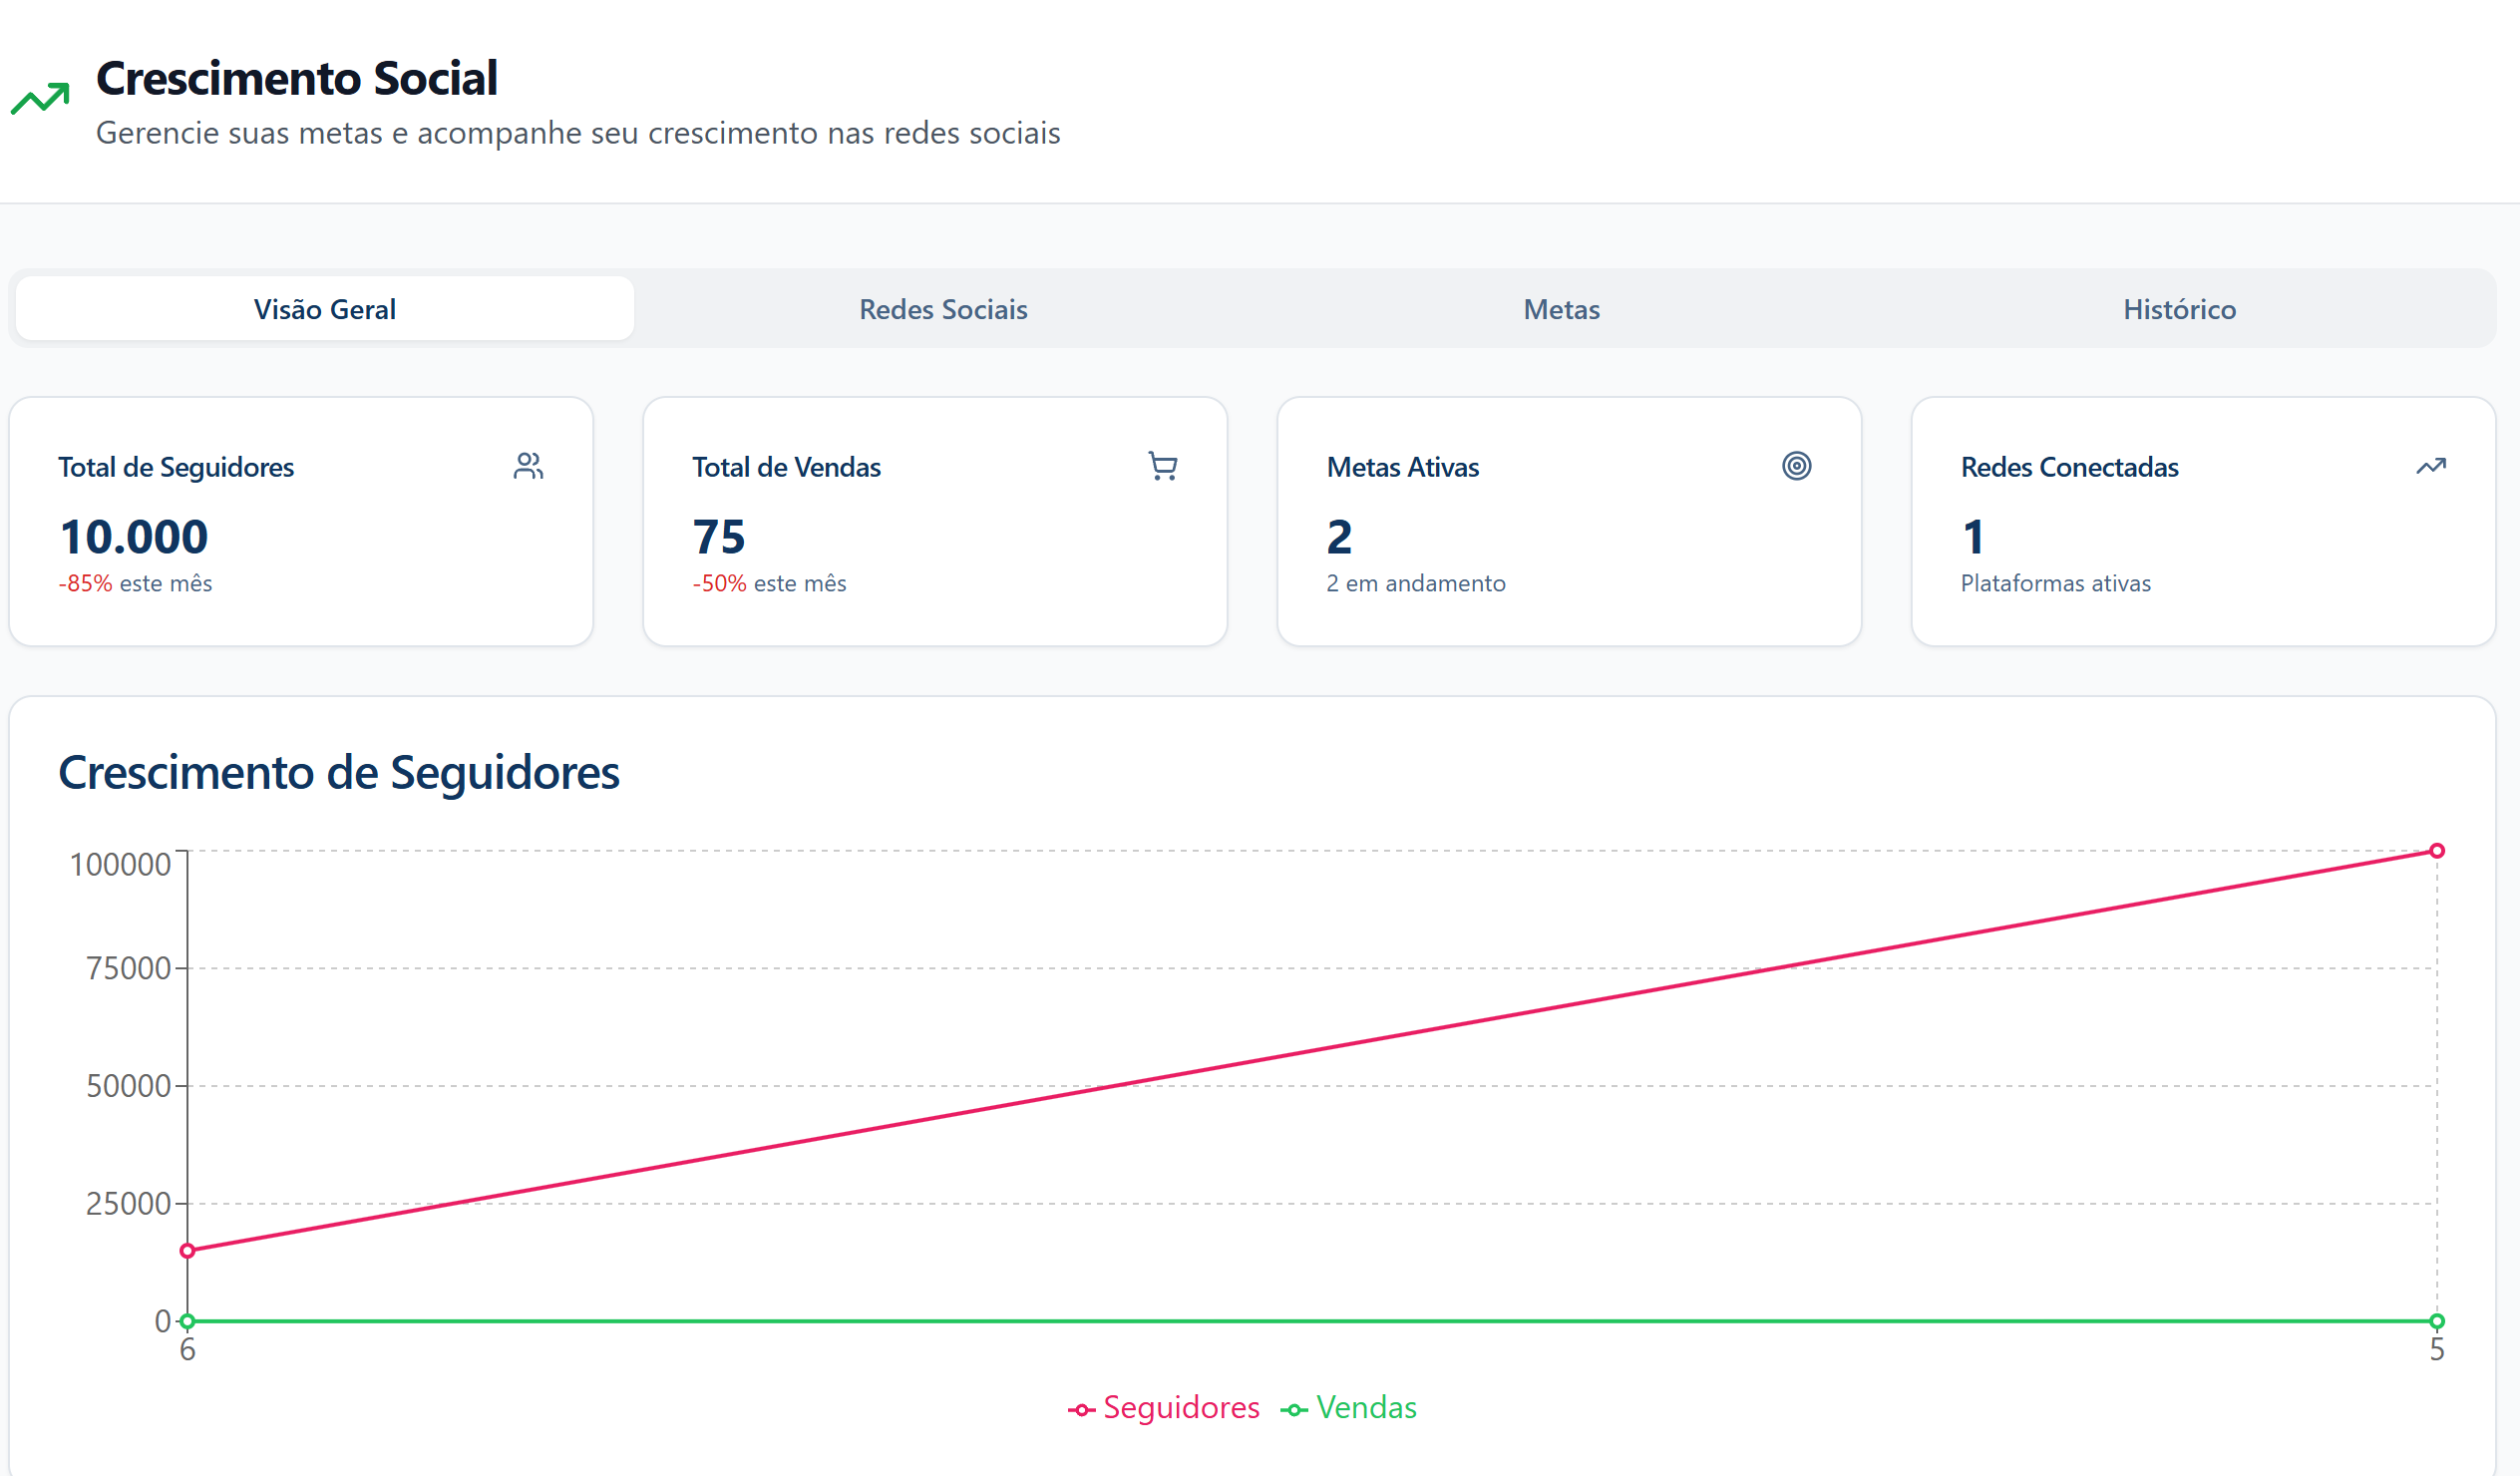 Crescimento Social
Gerencie suas metas e acompanhe seu crescimento nas redes sociais
Visão Geral
Redes Sociais
Metas
Histórico
Total de Seguidores
10.000
-85% este mês
Total de Vendas
75
-50% este mês
Metas Ativas
2
2 em andamento
Redes Conectadas
1
Plataformas ativas
Crescimento de Seguidores
100000
75000
50000
25000
0
6
5
Seguidores
Vendas